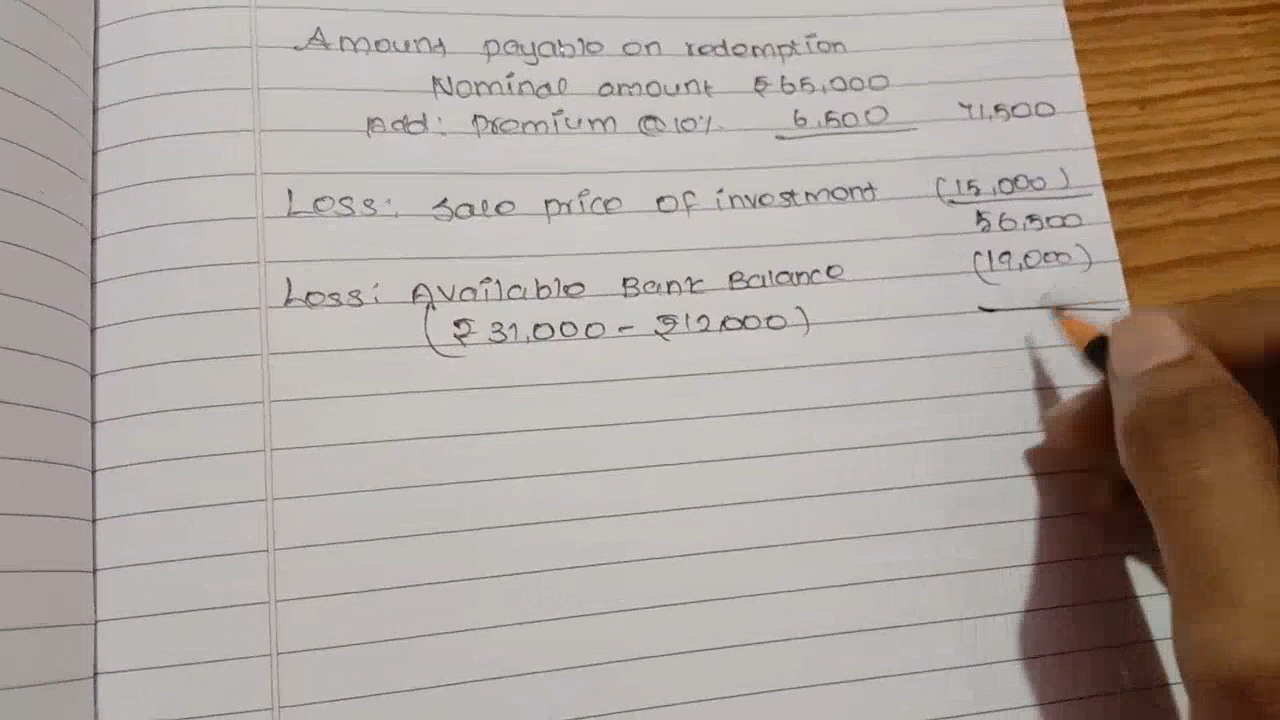 Amount payable on redemption
Nominal amount ₹65,000
Add: Premium @10% 6,500 71,500
Less: Sale price of investment (15,000)
56,500
Less: Available Bank Balance (19,000)
(₹31,000 - ₹12,000)